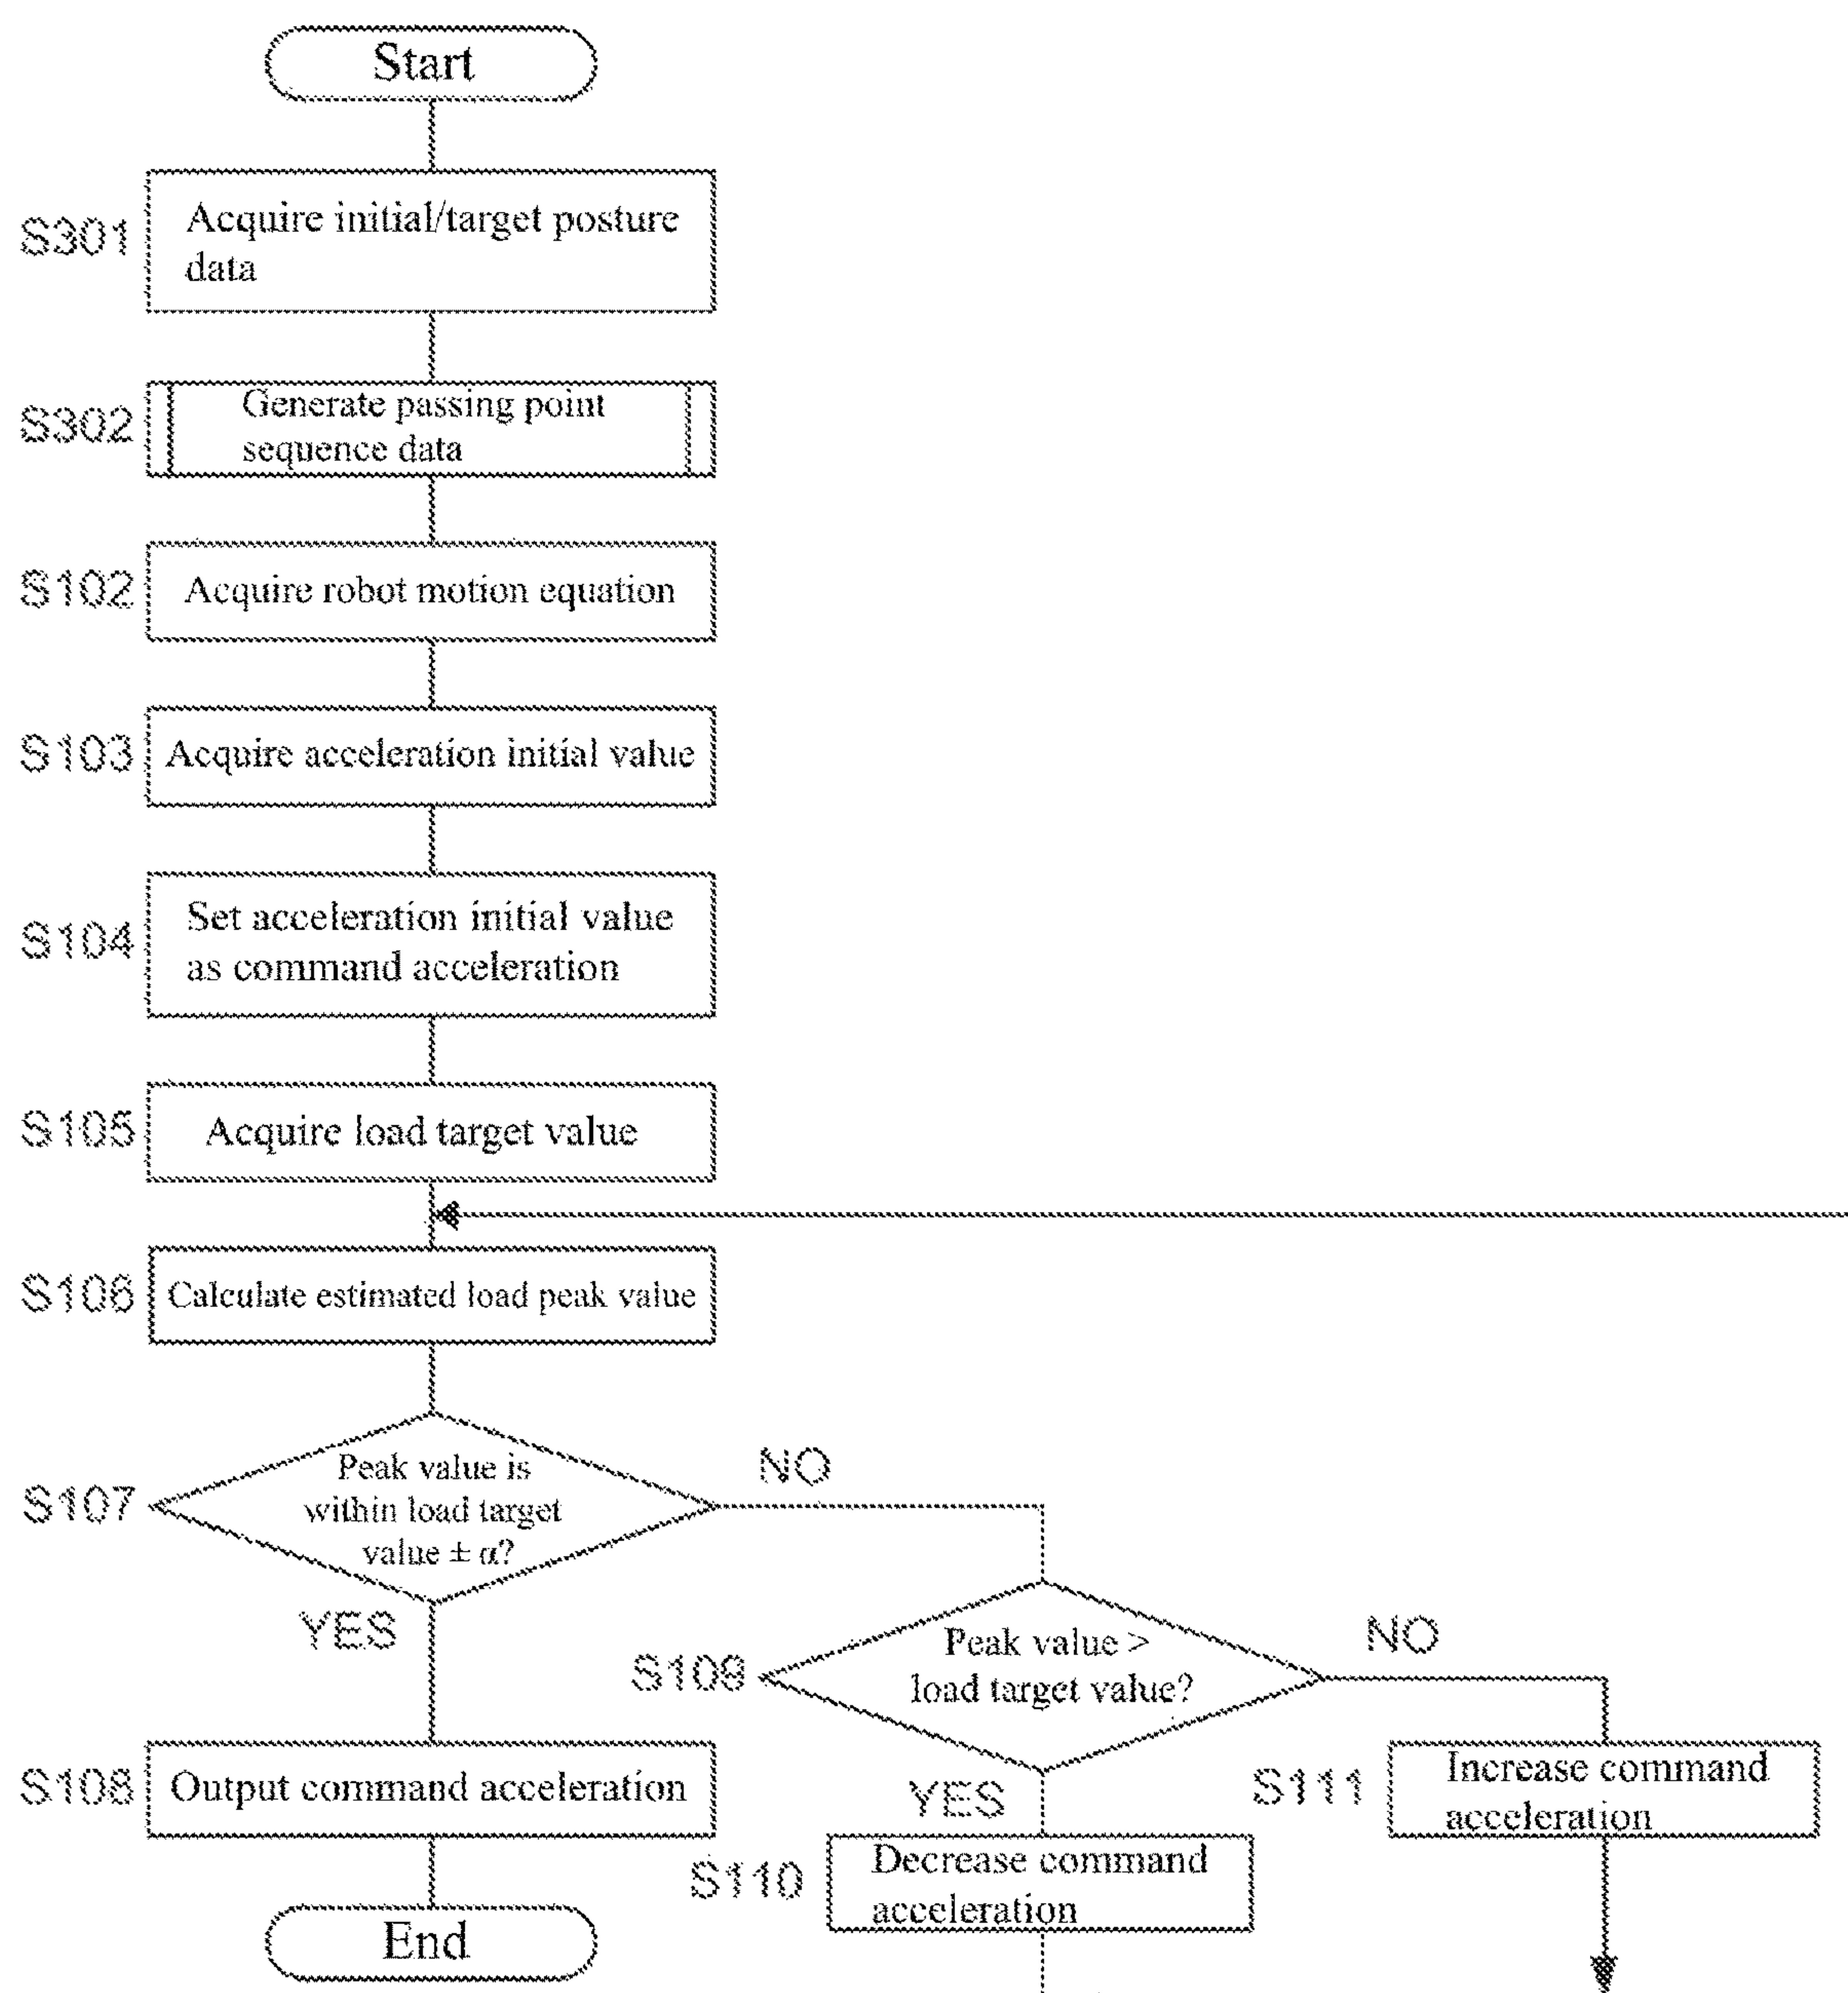 Start
S301
Acquire initial/target posture
data
S302
Generate passing point
sequence data
S102
Acquire robot motion equation
S103
Acquire acceleration initial value
S104
Set acceleration initial value
as command acceleration
S105
Acquire load target value
S106
Calculate estimated load peak value
S107
Peak value is
within load target
value ± α?
NO
YES
S109
Peak value >
load target value?
NO
YES
S108
Output command acceleration
S111
Increase command
acceleration
S110
Decrease command
acceleration
End